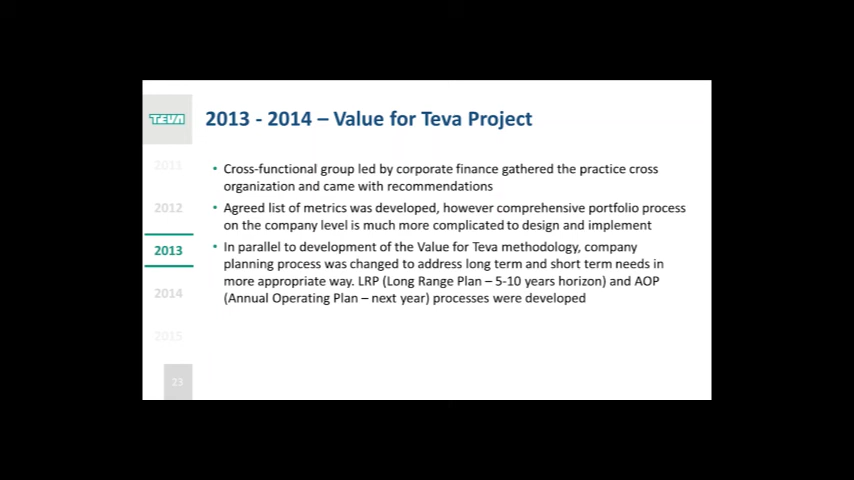 TEVA
2013 - 2014 – Value for Teva Project
2011
2012
2013
2014
2015
• Cross-functional group led by corporate finance gathered the practice cross
organization and came with recommendations
• Agreed list of metrics was developed, however comprehensive portfolio process
on the company level is much more complicated to design and implement
• In parallel to development of the Value for Teva methodology, company
planning process was changed to address long term and short term needs in
more appropriate way. LRP (Long Range Plan – 5-10 years horizon) and AOP
(Annual Operating Plan – next year) processes were developed
23